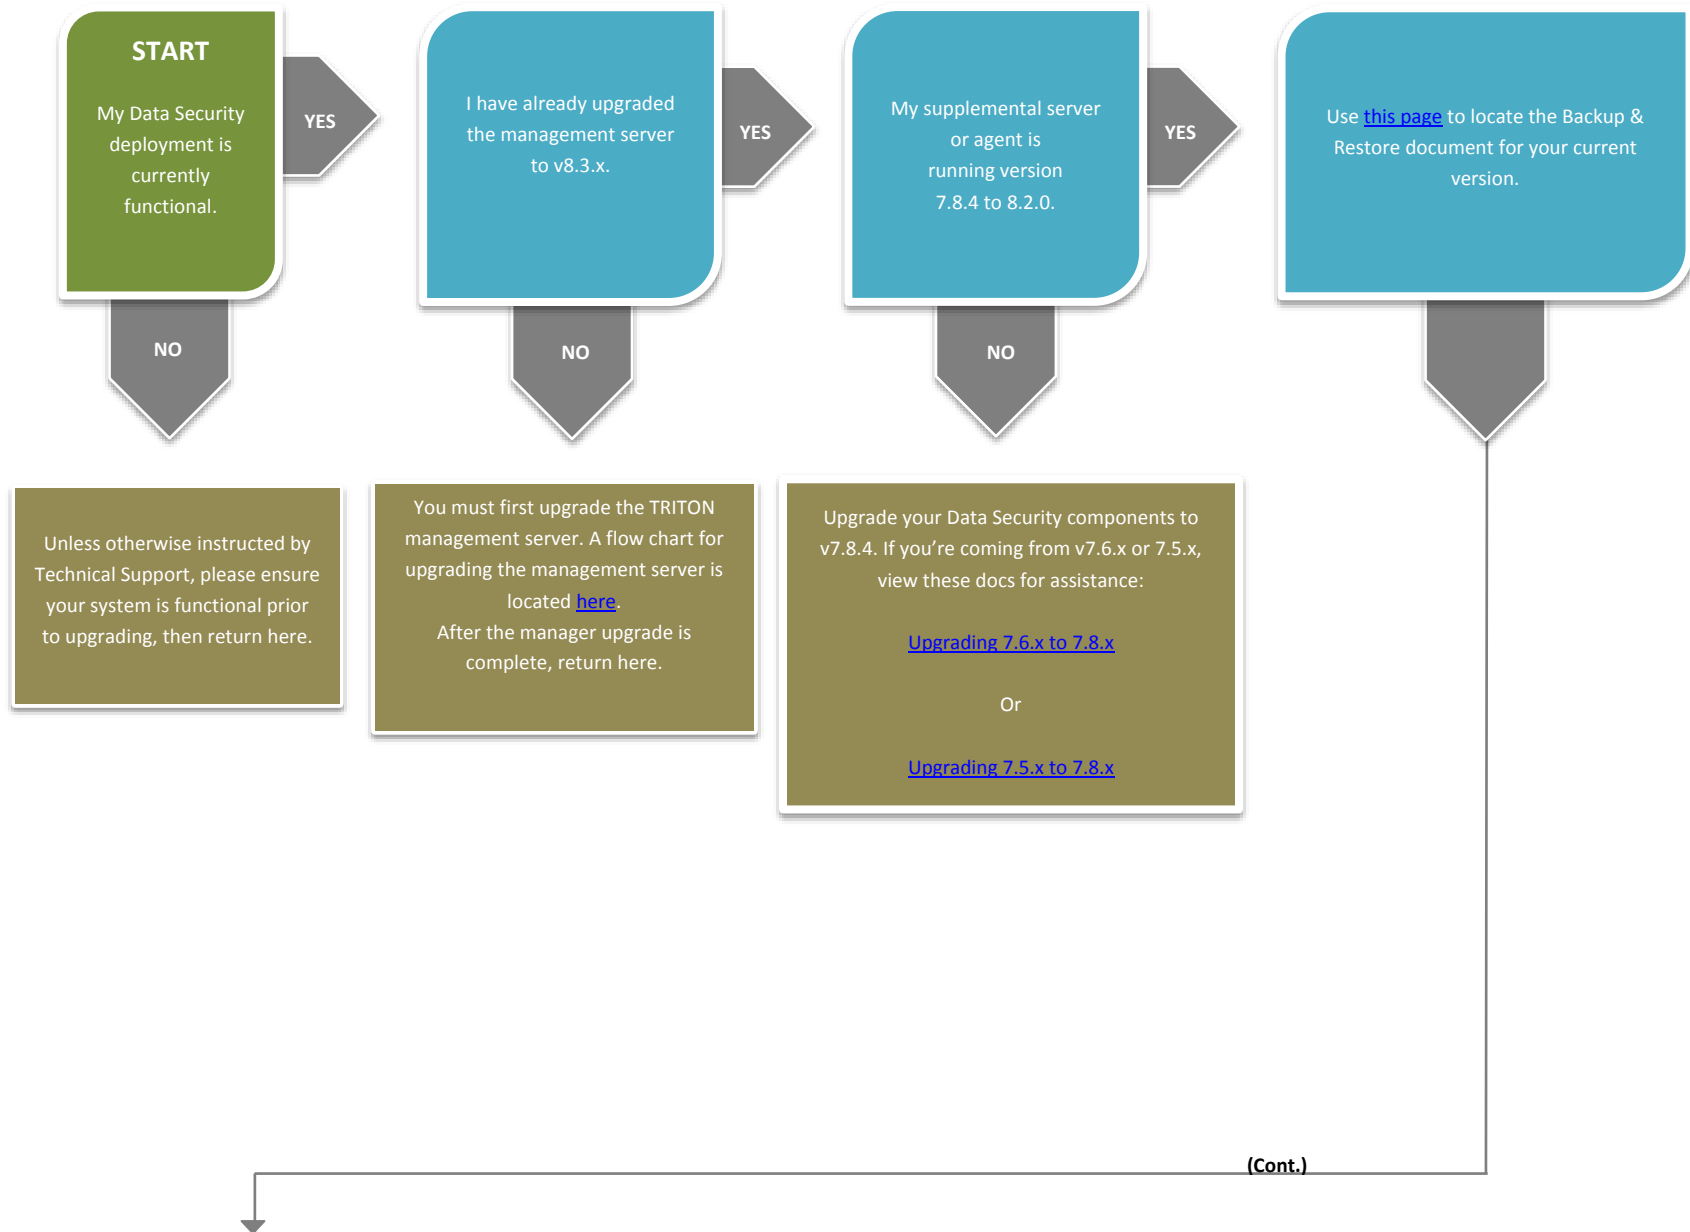 START
My Data Security
deployment is
currently
functional.
YES
NO
I have already upgraded
the management server
to v8.3.x.
YES
NO
My supplemental server
or agent is
running version
7.8.4 to 8.2.0.
YES
NO
Use this page to locate the Backup &
Restore document for your current
version.
Unless otherwise instructed by
Technical Support, please ensure
your system is functional prior
to upgrading, then return here.
You must first upgrade the TRITON
management server. A flow chart for
upgrading the management server is
located here.
After the manager upgrade is
complete, return here.
Upgrade your Data Security components to
v7.8.4. If you’re coming from v7.6.x or 7.5.x,
view these docs for assistance:
Upgrading 7.6.x to 7.8.x
Or
Upgrading 7.5.x to 7.8.x
(Cont.)